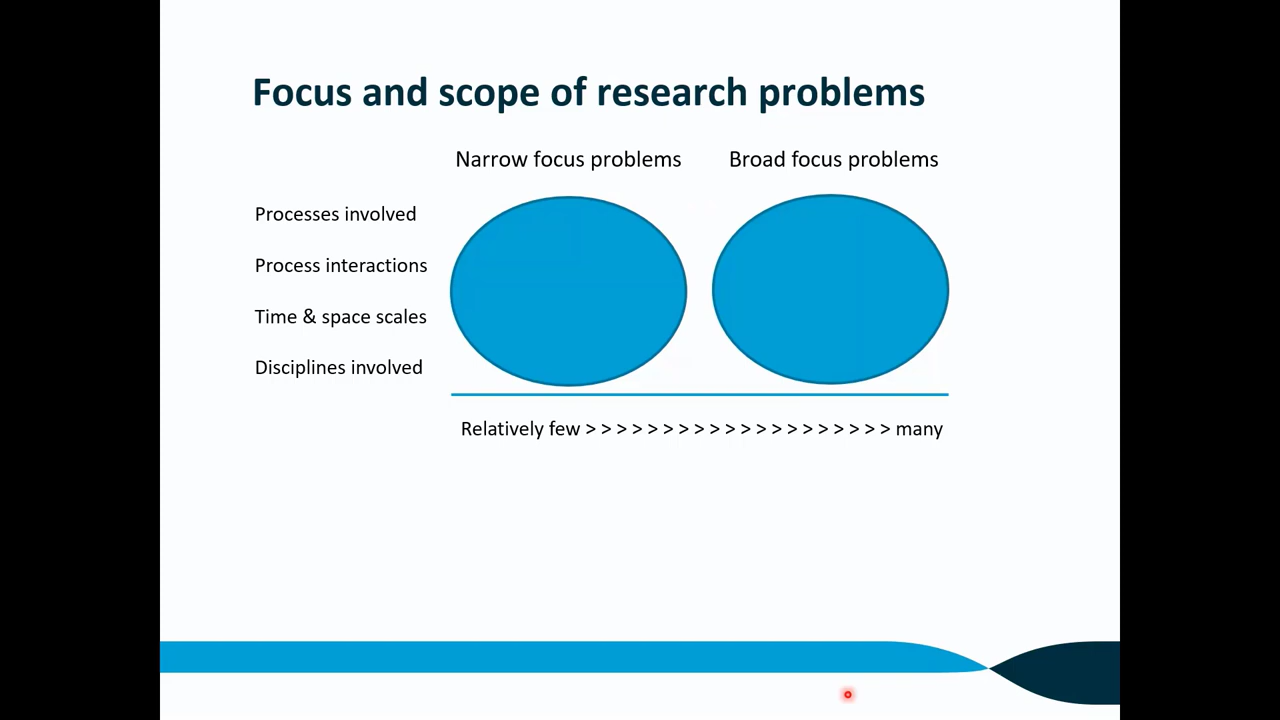 Focus and scope of research problems
Narrow focus problems
Broad focus problems
Processes involved
Process interactions
Time & space scales
Disciplines involved
Relatively few > > > > > > > > > > > > > > > > > > > > many